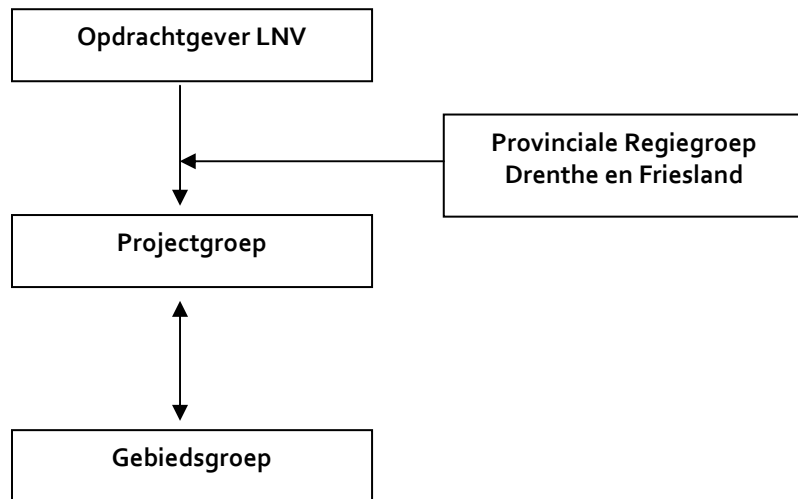 Opdrachtgever LNV
Provinciale Regiegroep
Drenthe en Friesland
Projectgroep
Gebiedsgroep